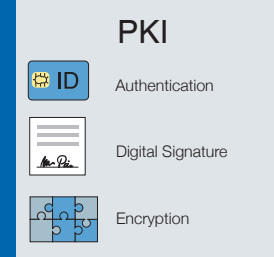 PKI
ID
Authentication
Digital Signature
Encryption